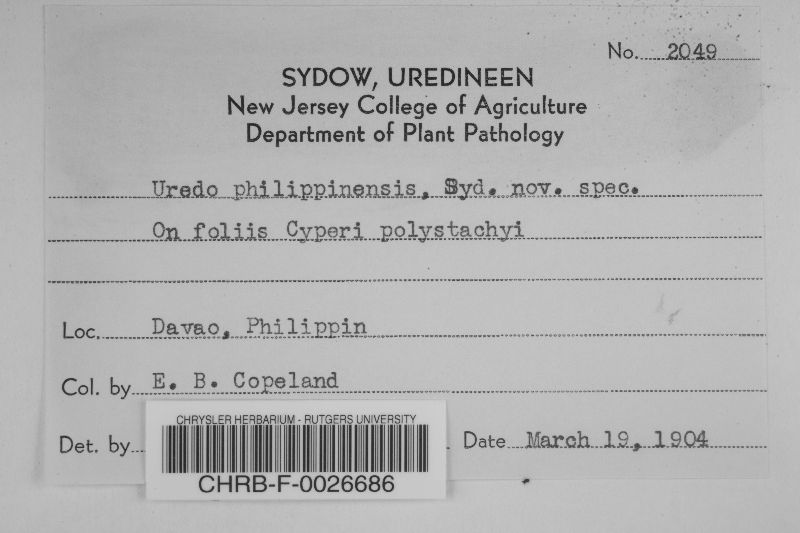 No. 2049
SYDOW, UREDINEEN
New Jersey College of Agriculture
Department of Plant Pathology
Uredo philippinensis, Syd. nov. spec.
On foliis Cyperi polystachyi
Loc. Davao, Philippin
Col. by E. B. Copeland
Det. by
Date March 19, 1904
CHRYSLER HERBARIUM - RUTGERS UNIVERSITY
CHRB-F-0026686